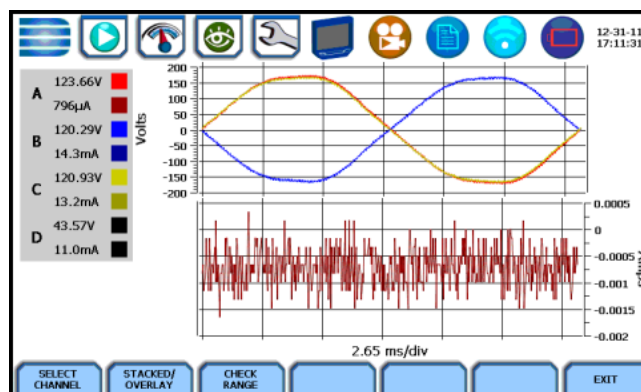 12-31-11
17:11:31
A
123.66V
796µA
B
120.29V
14.3mA
C
120.93V
13.2mA
D
43.57V
11.0mA
Volts
200
150
100
50
0
-50
-100
-150
-200
0.0005
0
-0.0005
-0.001
-0.0015
-0.002
Amps
2.65 ms/div
SELECT CHANNEL
STACKED/ OVERLAY
CHECK RANGE
EXIT